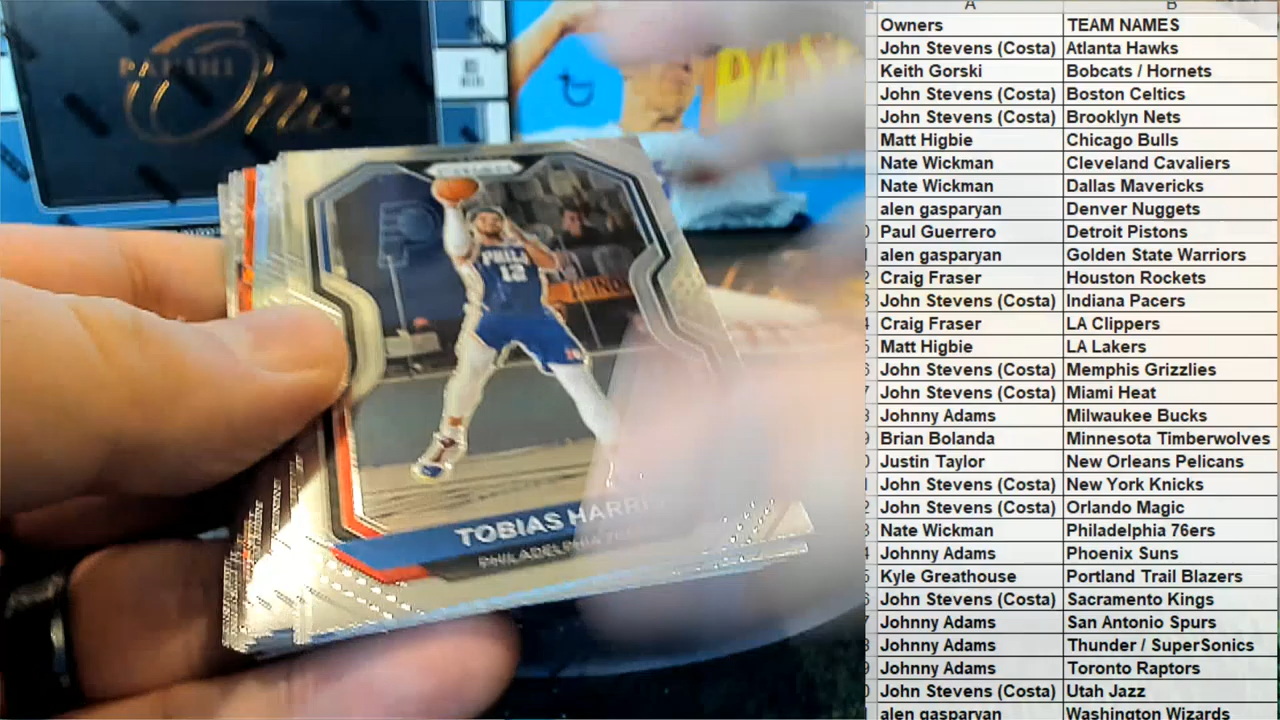 PANINI
One
PHILA
12
TOBIAS HARRI
PHILADELPHIA 76
A B
Owners TEAM NAMES
John Stevens (Costa) Atlanta Hawks
Keith Gorski Bobcats / Hornets
John Stevens (Costa) Boston Celtics
John Stevens (Costa) Brooklyn Nets
Matt Higbie Chicago Bulls
Nate Wickman Cleveland Cavaliers
Nate Wickman Dallas Mavericks
alen gasparyan Denver Nuggets
Paul Guerrero Detroit Pistons
alen gasparyan Golden State Warriors
Craig Fraser Houston Rockets
John Stevens (Costa) Indiana Pacers
Craig Fraser LA Clippers
Matt Higbie LA Lakers
John Stevens (Costa) Memphis Grizzlies
John Stevens (Costa) Miami Heat
Johnny Adams Milwaukee Bucks
Brian Bolanda Minnesota Timberwolves
Justin Taylor New Orleans Pelicans
John Stevens (Costa) New York Knicks
John Stevens (Costa) Orlando Magic
Nate Wickman Philadelphia 76ers
Johnny Adams Phoenix Suns
Kyle Greathouse Portland Trail Blazers
John Stevens (Costa) Sacramento Kings
Johnny Adams San Antonio Spurs
Johnny Adams Thunder / SuperSonics
Johnny Adams Toronto Raptors
John Stevens (Costa) Utah Jazz
alen gasparyan Washington Wizards